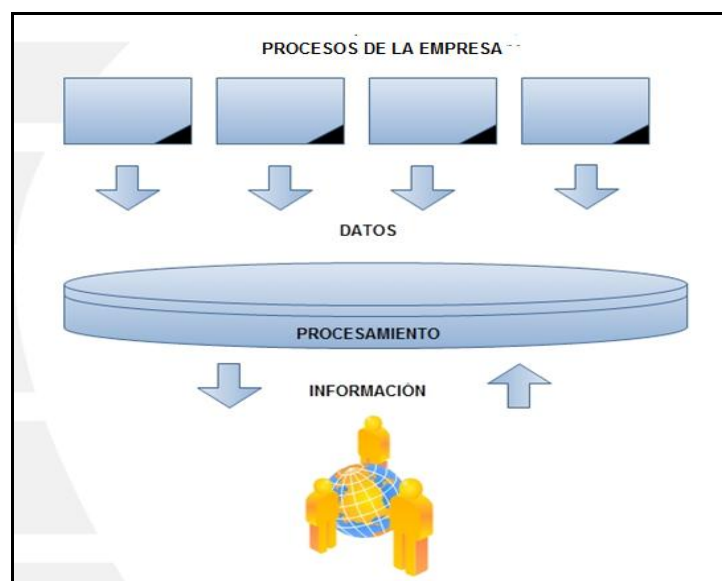 PROCESOS DE LA EMPRESA
DATOS
PROCESAMIENTO
INFORMACIÓN